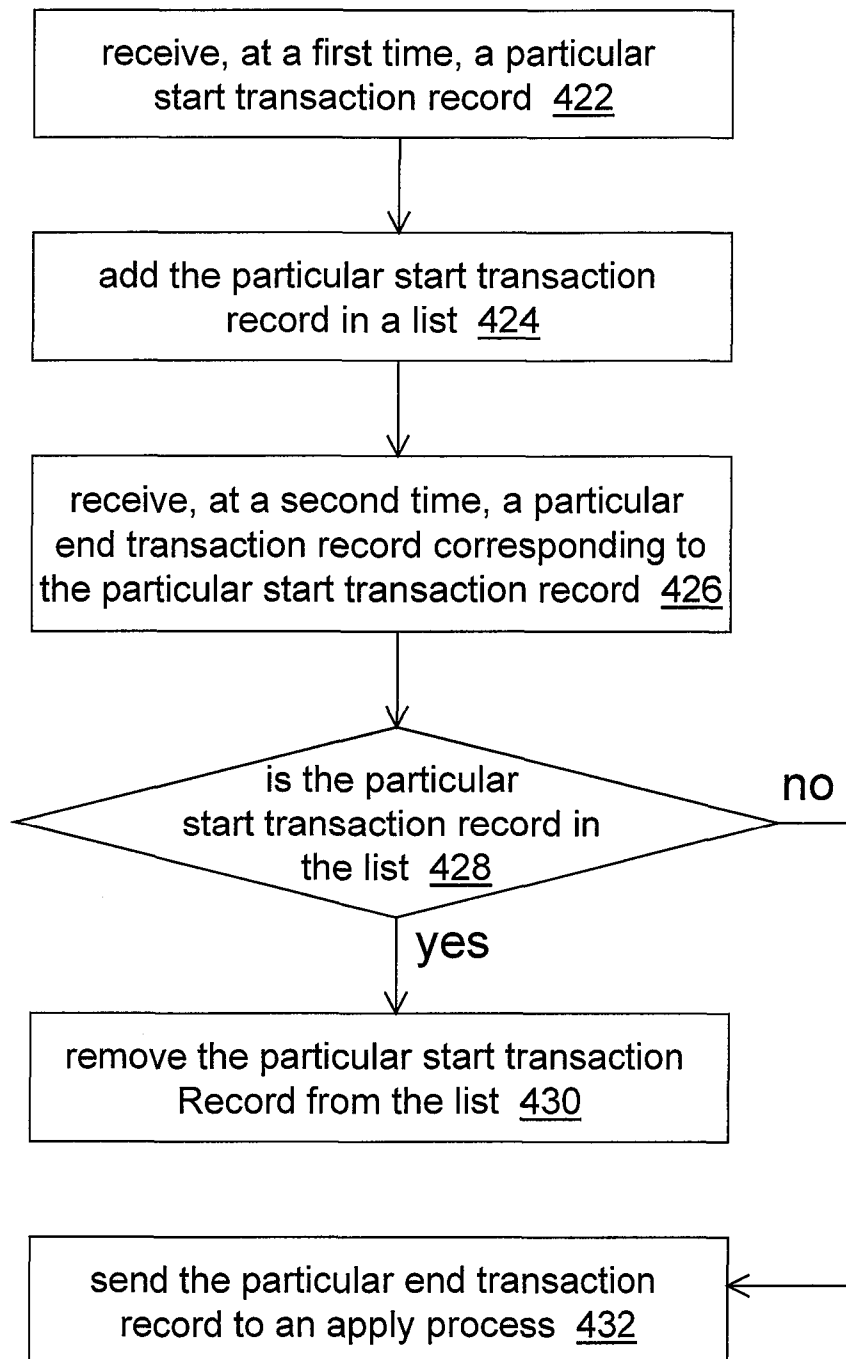 receive, at a first time, a particular
start transaction record 422
add the particular start transaction
record in a list 424
receive, at a second time, a particular
end transaction record corresponding to
the particular start transaction record 426
is the particular
start transaction record in
the list 428
no
yes
remove the particular start transaction
Record from the list 430
send the particular end transaction
record to an apply process 432